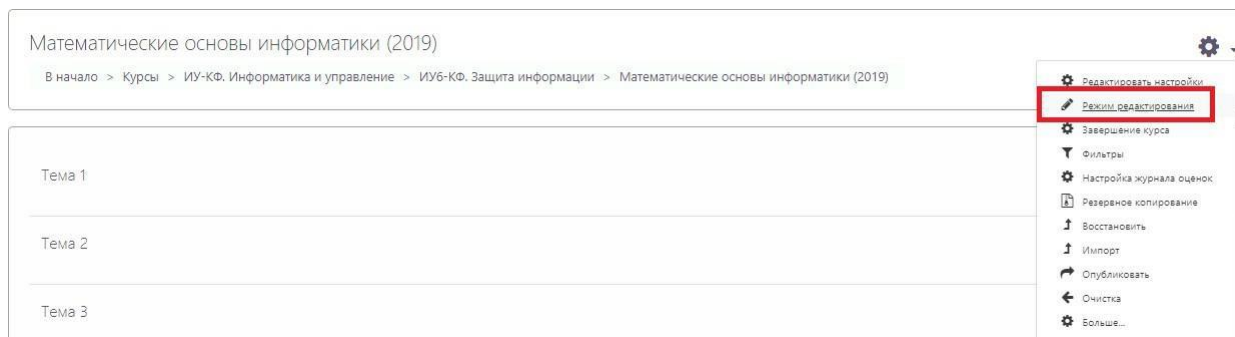 Математические основы информатики (2019)
В начало > Курсы > ИУ-КФ. Информатика и управление > ИУ6-КФ. Защита информации > Математические основы информатики (2019)
Редактировать настройки
Режим редактирования
Завершение курса
Фильтры
Настройка журнала оценок
Резервное копирование
Восстановить
Импорт
Опубликовать
Очистка
Больше...
Тема 1
Тема 2
Тема 3